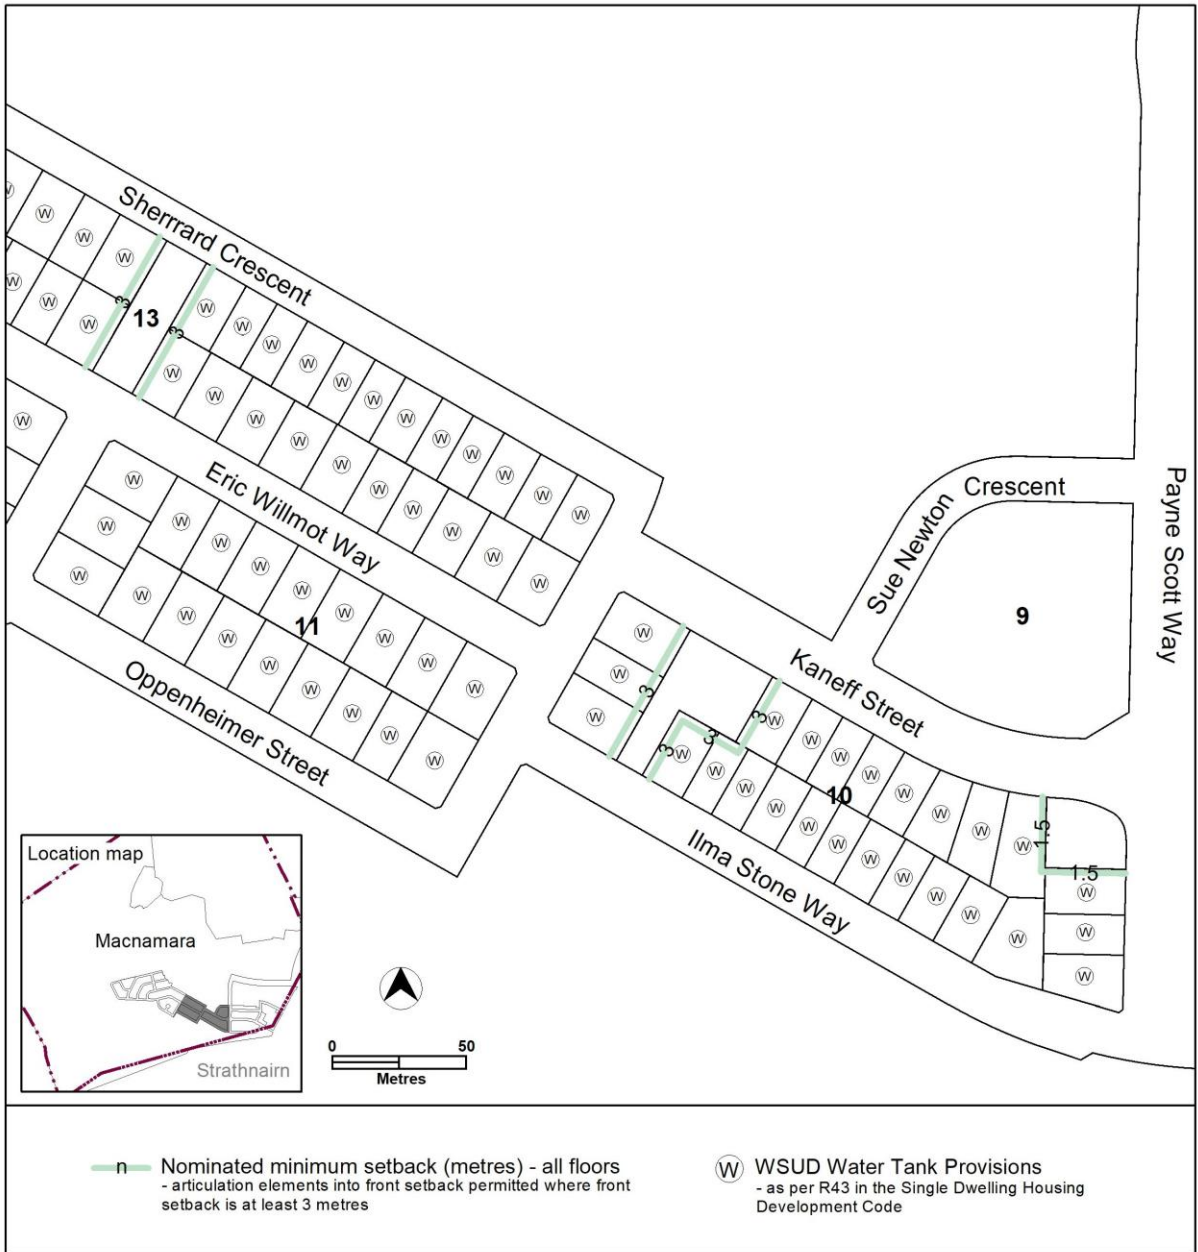 Sherrrard Crescent
W W W W
W W W W W W W W W W W W
3
13
3
W W W
W W W W W W W W W W
W
Eric Willmot Way
W
W
W
W W W W W W W W
11
W W W W W W W W
Oppenheimer Street
Sue Newton
Crescent
Payne Scott Way
9
Kaneff Street
W
W
W
3
3
3
3
W W W W W W W W
10
W W W W W W W W W W W
1.5
1.5
W
W
W
Ilma Stone Way
Location map
Macnamara
Strathnairn
0 50
Metres
n Nominated minimum setback (metres) - all floors
- articulation elements into front setback permitted where front
setback is at least 3 metres
W WSUD Water Tank Provisions
- as per R43 in the Single Dwelling Housing
Development Code